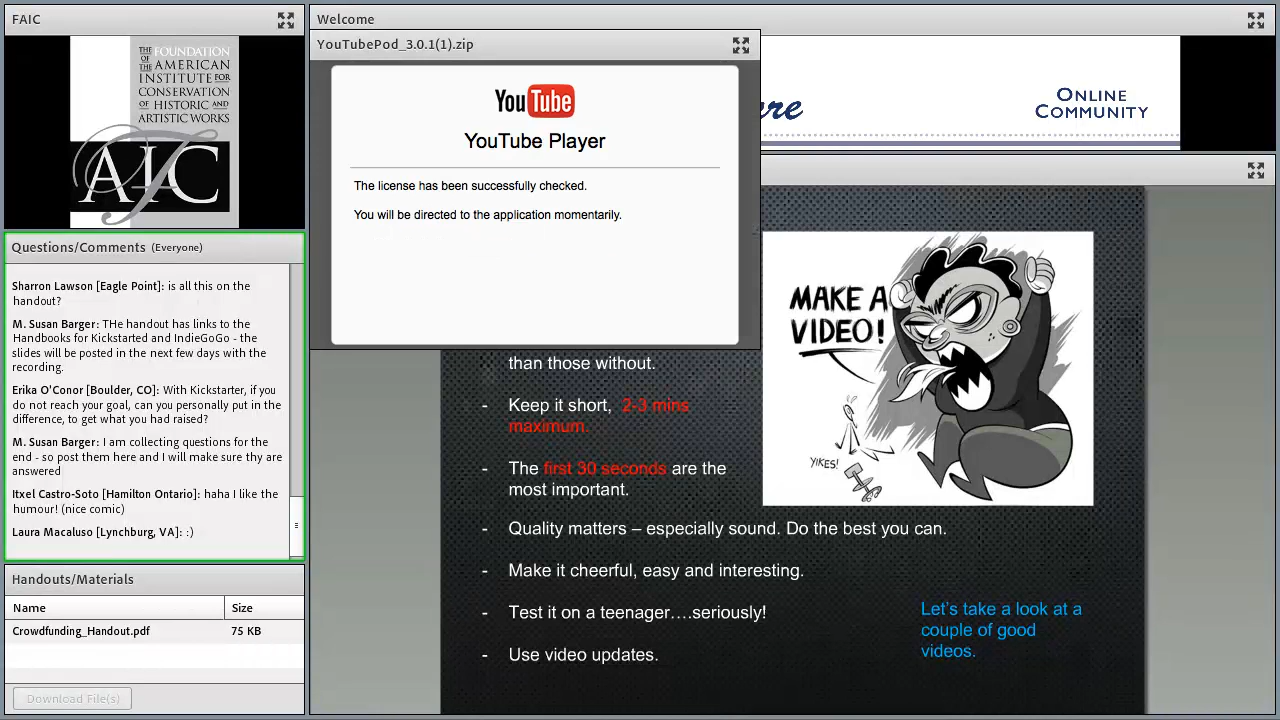 FAIC
THE FOUNDATION
OF THE AMERICAN
INSTITUTE FOR
CONSERVATION
OF HISTORIC AND
ARTISTIC WORKS
AIC
Questions/Comments (Everyone)
Sharron Lawson [Eagle Point]: is all this on the
handout?
M. Susan Barger: THe handout has links to the
Handbooks for Kickstarted and IndieGoGo - the
slides will be posted in the next few days with the
recording.
Erika O'Conor [Boulder, CO]: With Kickstarter, if you
do not reach your goal, can you personally put in the
difference, to get what you had raised?
M. Susan Barger: I am collecting questions for the
end - so post them here and I will make sure thy are
answered
Itxel Castro-Soto [Hamilton Ontario]: haha I like the
humour! (nice comic)
Laura Macaluso [Lynchburg, VA]: :)
Handouts/Materials
Name Size
Crowdfunding_Handout.pdf 75 KB
Download File(s)
Welcome
YouTubePod_3.0.1(1).zip
YouTube
YouTube Player
The license has been successfully checked.
You will be directed to the application momentarily.
ONLINE
COMMUNITY
than those without.
- Keep it short, 2-3 mins
maximum.
- The first 30 seconds are the
most important.
- Quality matters – especially sound. Do the best you can.
- Make it cheerful, easy and interesting.
- Test it on a teenager….seriously!
- Use video updates.
MAKE A
VIDEO!
YIKES!
Let's take a look at a
couple of good
videos.